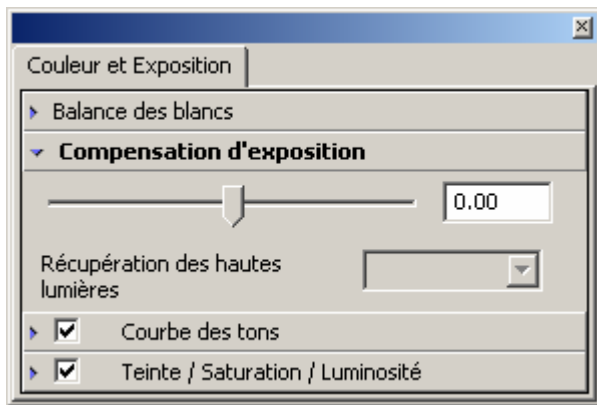 Couleur et Exposition
Balance des blancs
Compensation d'exposition
0.00
Récupération des hautes
lumières
Courbe des tons
Teinte / Saturation / Luminosité